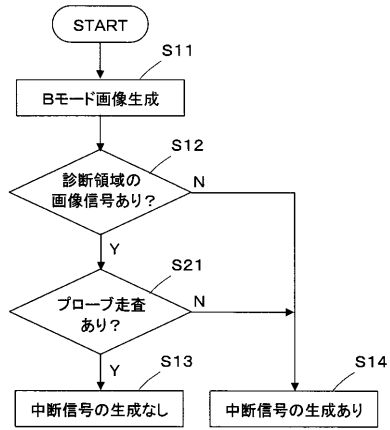 START
S11
Bモード画像生成
S12
診断領域の
画像信号あり？
N
Y
S21
プローブ走査
あり？
N
Y
S13
中断信号の生成なし
S14
中断信号の生成あり